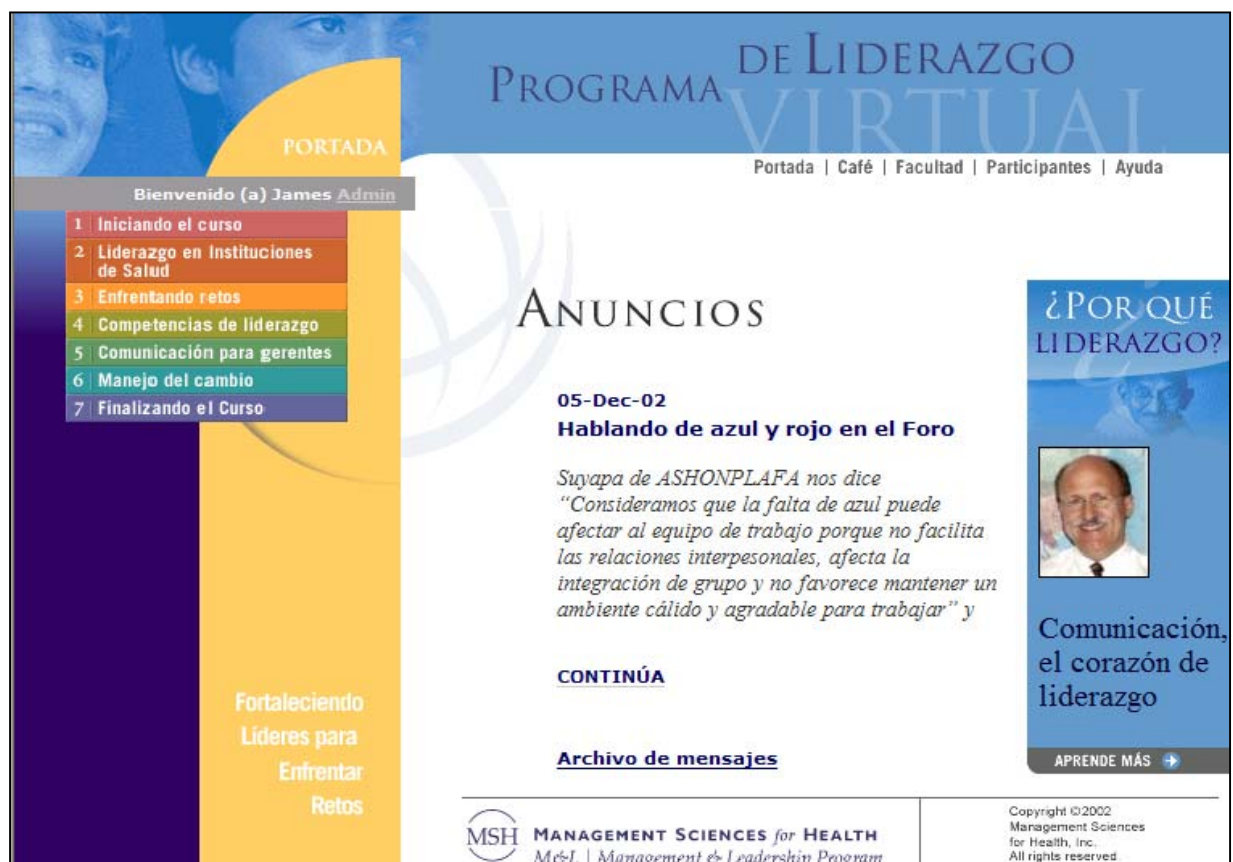 PROGRAMA DE LIDERAZGO
VIRTUAL
Portada | Café | Facultad | Participantes | Ayuda
PORTADA
Bienvenido (a) James Admin
1 Iniciando el curso
2 Liderazgo en Instituciones
de Salud
3 Enfrentando retos
4 Competencias de liderazgo
5 Comunicación para gerentes
6 Manejo del cambio
7 Finalizando el Curso
Fortaleciendo
Líderes para
Enfrentar
Retos
ANUNCIOS
05-Dec-02
Hablando de azul y rojo en el Foro
Suyapa de ASHONPLAFA nos dice
“Consideramos que la falta de azul puede
afectar al equipo de trabajo porque no facilita
las relaciones interpesonales, afecta la
integración de grupo y no favorece mantener un
ambiente cálido y agradable para trabajar” y
CONTINÚA
Archivo de mensajes
¿POR QUÉ
LIDERAZGO?
Comunicación,
el corazón de
liderazgo
APRENDE MÁS
MSH MANAGEMENT SCIENCES for HEALTH
M&L | Management & Leadership Program
Copyright ©2002
Management Sciences
for Health, Inc.
All rights reserved